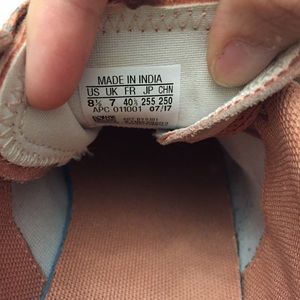 MADE IN INDIA
US UK FR JP CHN
8½ 7 40⅔ 255 250
APC 011001 07/17